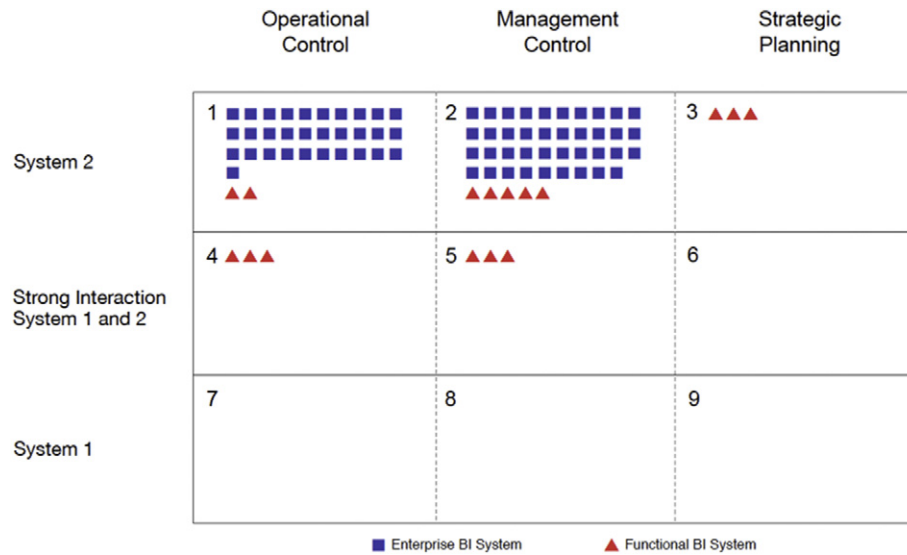 Operational
Control
Management
Control
Strategic
Planning
System 2
1
2
3
Strong Interaction
System 1 and 2
4
5
6
System 1
7
8
9
Enterprise BI System
Functional BI System